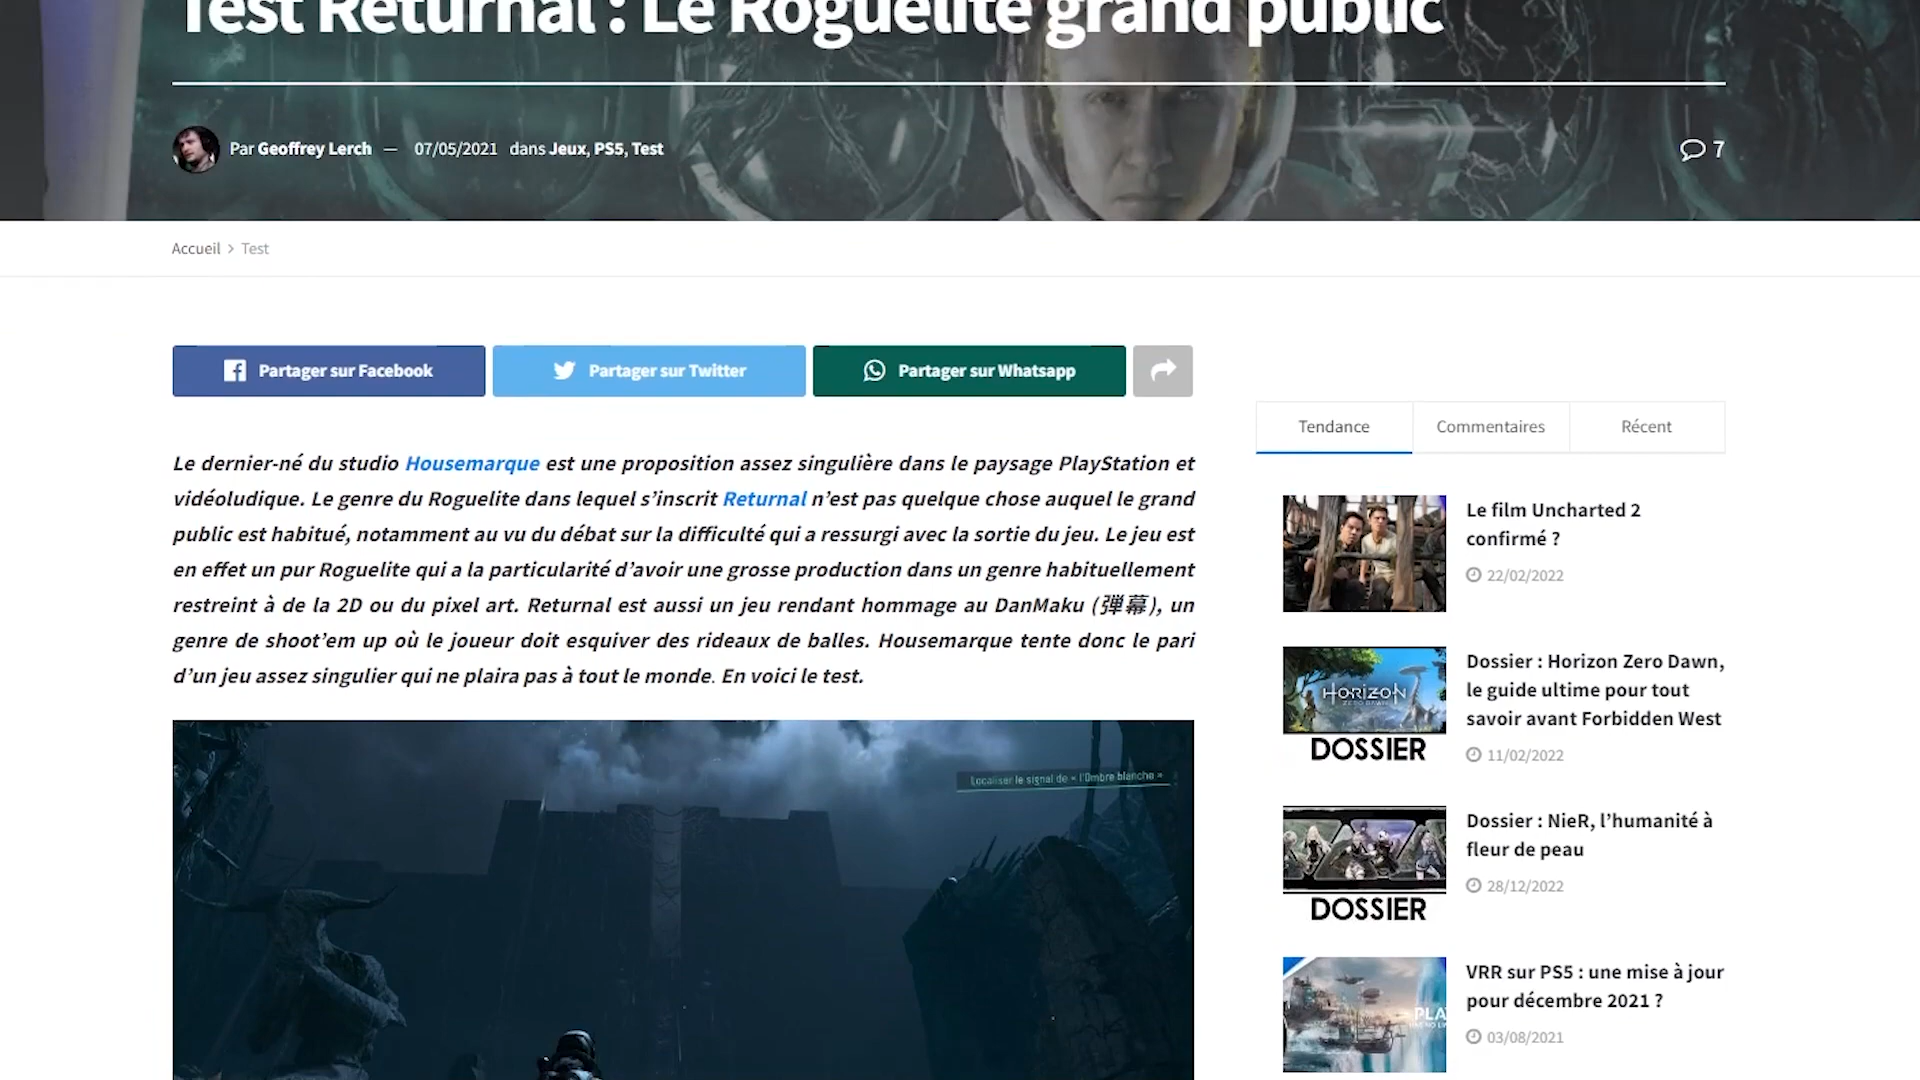 Test Returnal : Le Roguelite grand public
Par Geoffrey Lerch — 07/05/2021 dans Jeux, PS5, Test
7
Accueil > Test
Partager sur Facebook
Partager sur Twitter
Partager sur Whatsapp
Le dernier-né du studio Housemarque est une proposition assez singulière dans le paysage PlayStation et
vidéoludique. Le genre du Roguelite dans lequel s’inscrit Returnal n’est pas quelque chose auquel le grand
public est habitué, notamment au vu du débat sur la difficulté qui a ressurgi avec la sortie du jeu. Le jeu est
en effet un pur Roguelite qui a la particularité d’avoir une grosse production dans un genre habituellement
restreint à de la 2D ou du pixel art. Returnal est aussi un jeu rendant hommage au DanMaku (弾幕), un
genre de shoot’em up où le joueur doit esquiver des rideaux de balles. Housemarque tente donc le pari
d’un jeu assez singulier qui ne plaira pas à tout le monde. En voici le test.
Localiser le signal de « l'Ombre blanche »
Tendance
Commentaires
Récent
Le film Uncharted 2
confirmé ?
22/02/2022
HORIZON
ZERO DAWN
DOSSIER
Dossier : Horizon Zero Dawn,
le guide ultime pour tout
savoir avant Forbidden West
11/02/2022
DOSSIER
Dossier : NieR, l’humanité à
fleur de peau
28/12/2022
PLA
VRR sur PS5 : une mise à jour
pour décembre 2021 ?
03/08/2021